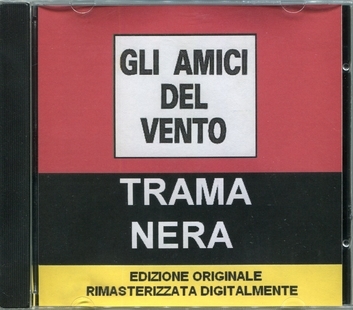 GLI AMICI
DEL
VENTO
TRAMA
NERA
EDIZIONE ORIGINALE
RIMASTERIZZATA DIGITALMENTE